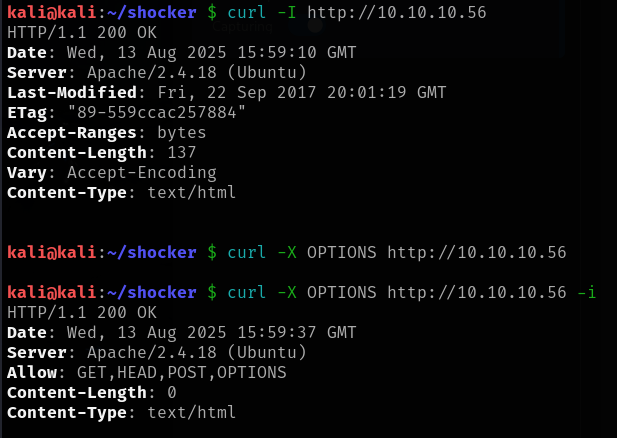 kali@kali:~/shocker $ curl -I http://10.10.10.56
HTTP/1.1 200 OK
Date: Wed, 13 Aug 2025 15:59:10 GMT
Server: Apache/2.4.18 (Ubuntu)
Last-Modified: Fri, 22 Sep 2017 20:01:19 GMT
ETag: "89-559ccac257884"
Accept-Ranges: bytes
Content-Length: 137
Vary: Accept-Encoding
Content-Type: text/html
kali@kali:~/shocker $ curl -X OPTIONS http://10.10.10.56
kali@kali:~/shocker $ curl -X OPTIONS http://10.10.10.56 -i
HTTP/1.1 200 OK
Date: Wed, 13 Aug 2025 15:59:37 GMT
Server: Apache/2.4.18 (Ubuntu)
Allow: GET,HEAD,POST,OPTIONS
Content-Length: 0
Content-Type: text/html